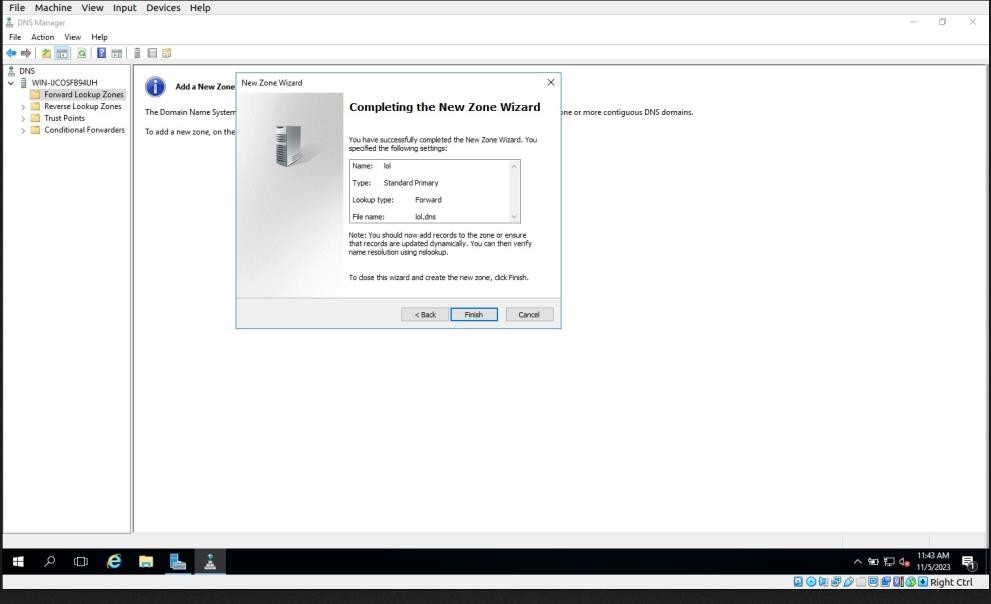 File Machine View Input Devices Help
DNS Manager
File Action View Help
DNS
WIN-IJCOSFB94UH
Forward Lookup Zones
Reverse Lookup Zones
Trust Points
Conditional Forwarders
Add a New Zone
The Domain Name System
one or more contiguous DNS domains.
To add a new zone, on the
New Zone Wizard
Completing the New Zone Wizard
You have successfully completed the New Zone Wizard. You
specified the following settings:
Name: lol
Type: Standard Primary
Lookup type: Forward
File name: lol.dns
Note: You should now add records to the zone or ensure
that records are updated dynamically. You can then verify
name resolution using nslookup.
To close this wizard and create the new zone, click Finish.
< Back Finish Cancel
11:43 AM
11/5/2023
Right Ctrl